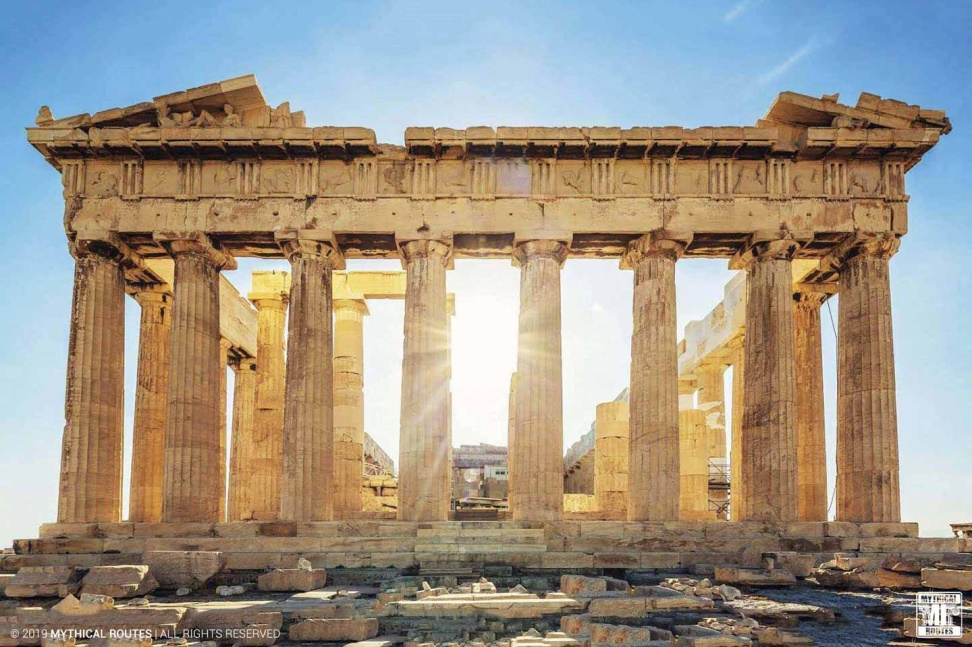 © 2019 MYTHICAL ROUTES | ALL RIGHTS RESERVED
MYTHICAL
MR
ROUTES